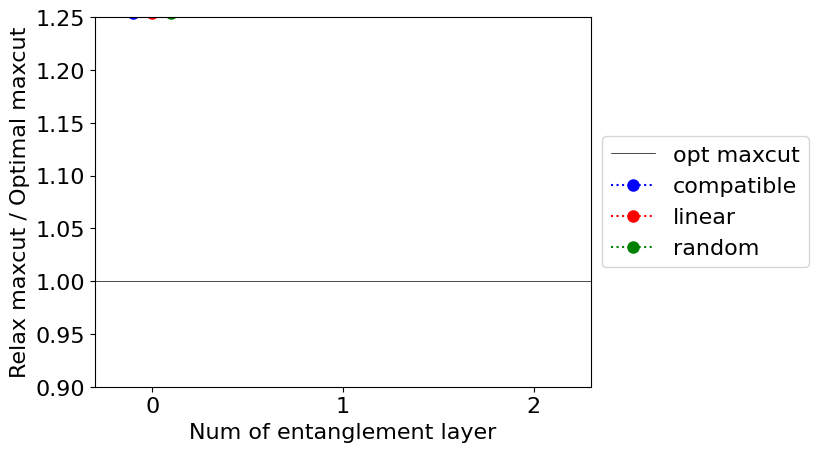 Relax maxcut / Optimal maxcut
1.25
1.20
1.15
1.10
1.05
1.00
0.95
0.90
0 1 2
Num of entanglement layer
opt maxcut
compatible
linear
random